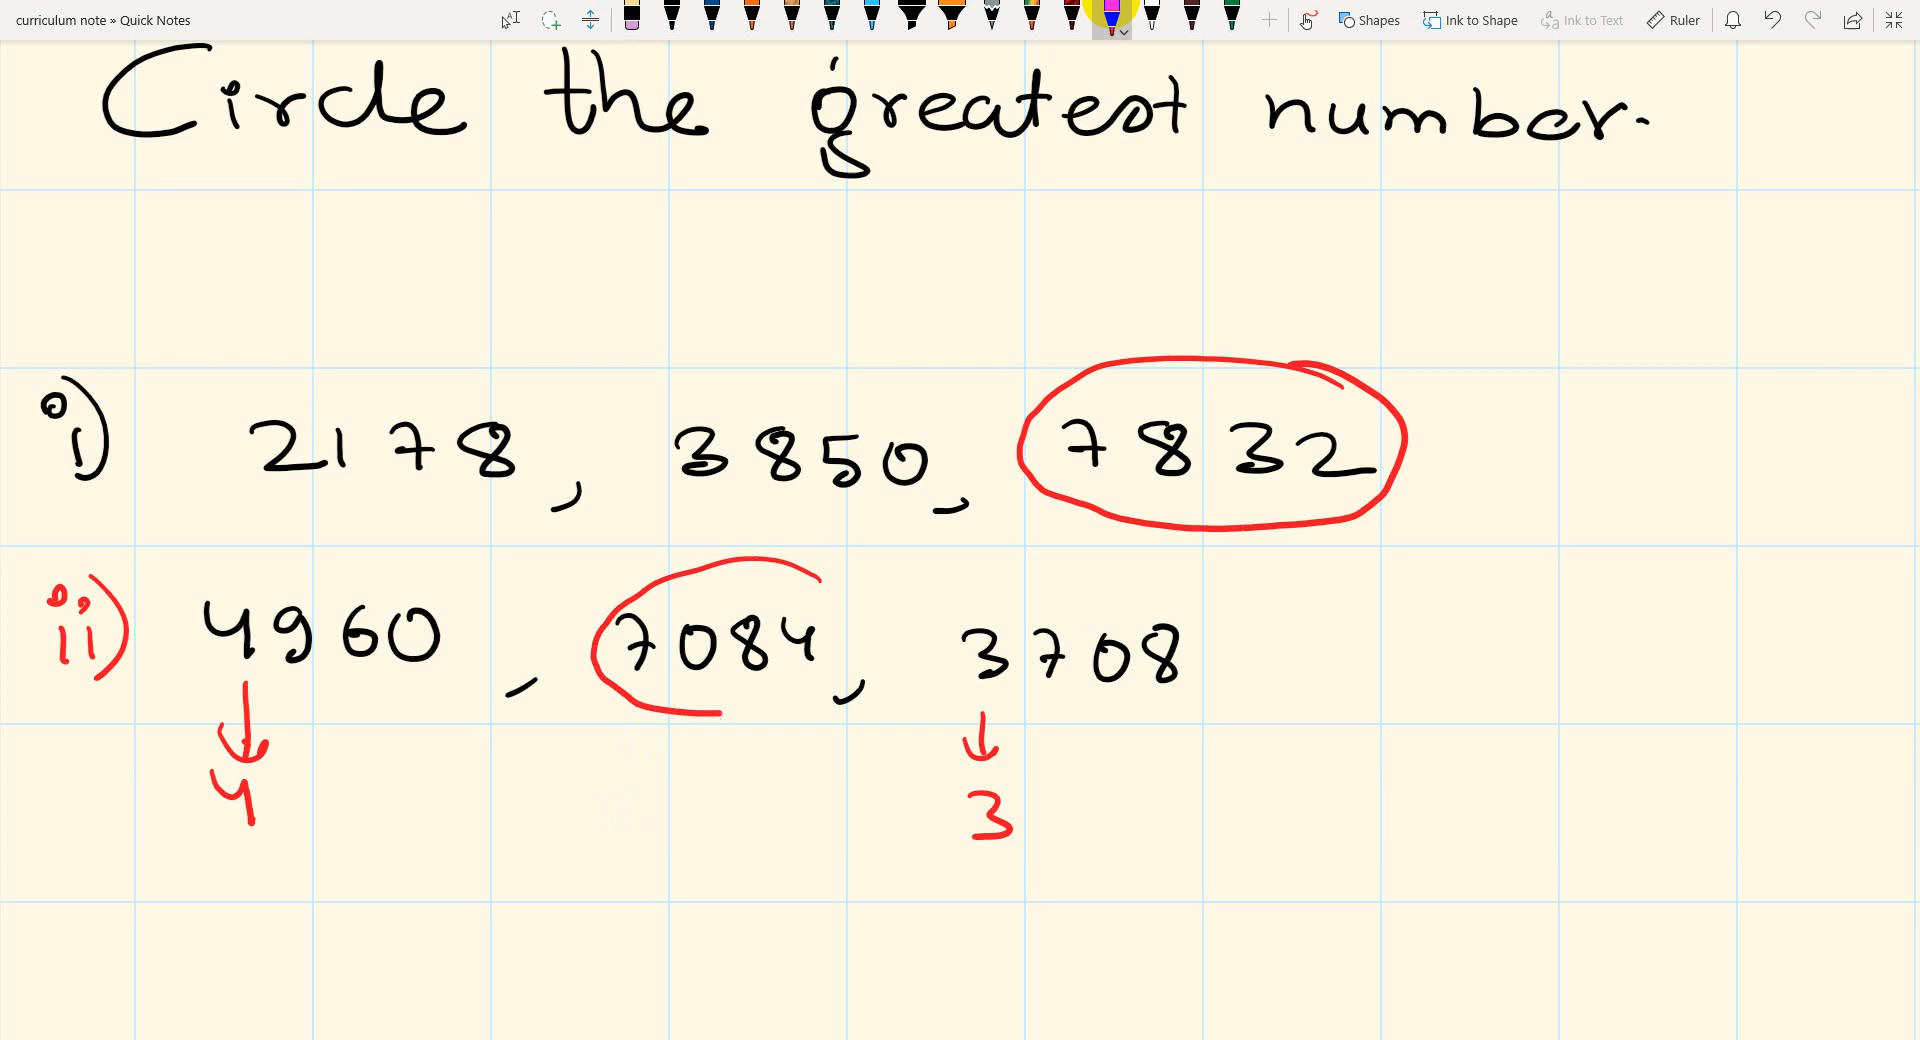 curriculum note » Quick Notes
Shapes Ink to Shape Ink to Text Ruler
Circle the greatest number.
i) 2178, 3850, 7832
ii) 4960, 7084, 3708
4 3